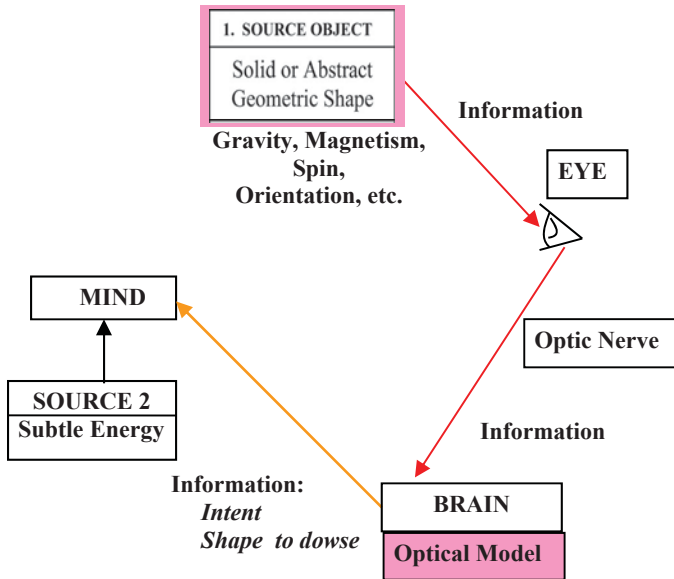 1. SOURCE OBJECT
Solid or Abstract
Geometric Shape
Gravity, Magnetism,
Spin,
Orientation, etc.
Information
EYE
MIND
Optic Nerve
SOURCE 2
Subtle Energy
Information
Information:
Intent
Shape to dowse
BRAIN
Optical Model